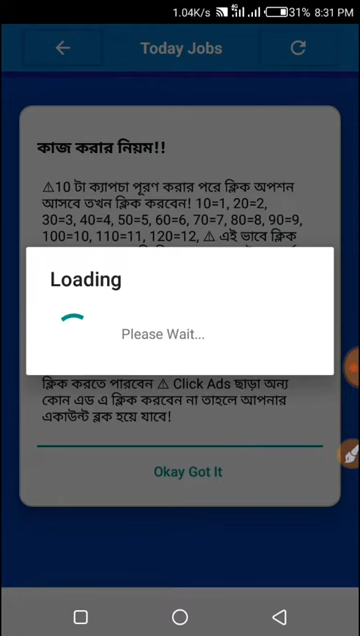 1.04K/s 4G 31% 8:31 PM
Today Jobs
কাজ করার নিয়ম!!
⚠10 টা ক্যাপচা পূরণ করার পরে ক্লিক অপশন
আসবে তখন ক্লিক করবেন! 10=1, 20=2,
30=3, 40=4, 50=5, 60=6, 70=7, 80=8, 90=9,
100=10, 110=11, 120=12, ⚠ এই ভাবে ক্লিক
Loading
Please Wait...
ক্লিক করতে পারবেন ⚠ Click Ads ছাড়া অন্য
কোন এড এ ক্লিক করবেন না তাহলে আপনার
একাউন্ট ব্লক হয়ে যাবে!
Okay Got It